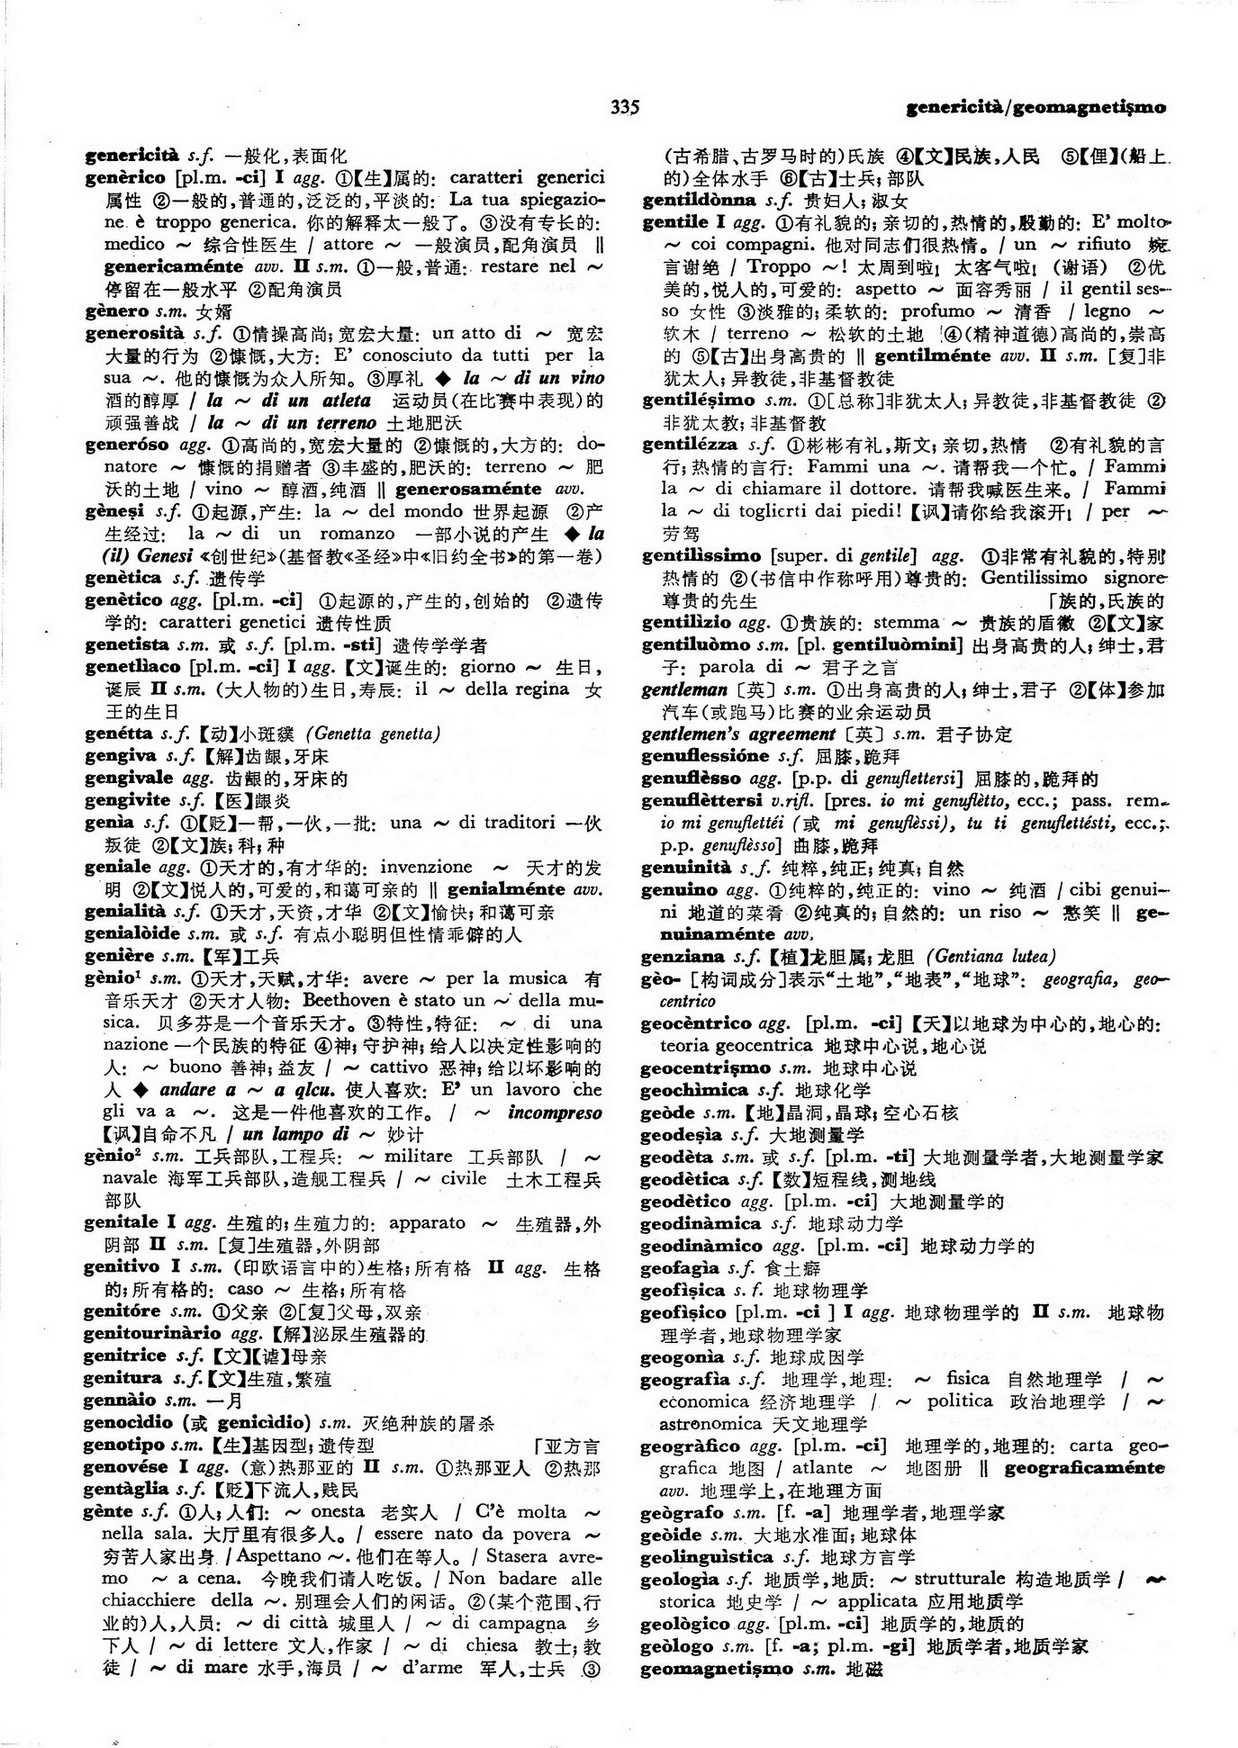 335
genericità/geomagnetiṣmo
genericità s.f. 一般化,表面化
genèrico [pl.m. -ci] I agg. ①【生】属的: caratteri generici
属性 ②一般的,普通的,泛泛的,平淡的: La tua spiegazio-
ne è troppo generica. 你的解释太一般了。③没有专长的:
medico ~ 综合性医生 / attore ~ 一般演员,配角演员 ‖
genericaménte avv. II s.m. ①一般,普通: restare nel ~
停留在一般水平 ②配角演员
gènero s.m. 女婿
generosità s.f. ①情操高尚;宽宏大量: un atto di ~ 宽宏
大量的行为 ②慷慨,大方: E' conosciuto da tutti per la
sua ~. 他的慷慨为众人所知。③厚礼 ◆ la ~ di un vino
酒的醇厚 / la ~ di un atleta 运动员(在比赛中表现)的
顽强善战 / la ~ di un terreno 土地肥沃
generóso agg. ①高尚的,宽宏大量的 ②慷慨的,大方的: do-
natore ~ 慷慨的捐赠者 ③丰盛的,肥沃的: terreno ~ 肥
沃的土地 / vino ~ 醇酒,纯酒 ‖ generosaménte avv.
gèneṣi s.f. ①起源,产生: la ~ del mondo 世界起源 ②产
生经过: la ~ di un romanzo 一部小说的产生 ◆ la
(il) Genesi 《创世纪》(基督教《圣经》中《旧约全书》的第一卷)
genètica s.f. 遗传学
genètico agg. [pl.m. -ci] ①起源的,产生的,创始的 ②遗传
学的: caratteri genetici 遗传性质
genetista s.m. 或 s.f. [pl.m. -sti] 遗传学学者
genetlìaco [pl.m. -ci] I agg. 【文】诞生的: giorno ~ 生日,
诞辰 II s.m. (大人物的)生日,寿辰: il ~ della regina 女
王的生日
genétta s.f. 【动】小斑獛 (Genetta genetta)
gengiva s.f. 【解】齿龈,牙床
gengivale agg. 齿龈的,牙床的
gengivite s.f. 【医】龈炎
genìa s.f. ①【贬】一帮,一伙,一批: una ~ di traditori 一伙
叛徒 ②【文】族;科;种
geniale agg. ①天才的,有才华的: invenzione ~ 天才的发
明 ②【文】悦人的,可爱的,和蔼可亲的 ‖ genialménte avv.
genialità s.f. ①天才,天资,才华 ②【文】愉快;和蔼可亲
genialòide s.m. 或 s.f. 有点小聪明但性情乖僻的人
genière s.m. 【军】工兵
gènio¹ s.m. ①天才,天赋,才华: avere ~ per la musica 有
音乐天才 ②天才人物: Beethoven è stato un ~ della mu-
sica. 贝多芬是一个音乐天才。③特性,特征: ~ di una
nazione 一个民族的特征 ④神;守护神;给人以决定性影响的
人: ~ buono 善神;益友 / ~ cattivo 恶神;给以坏影响的
人 ◆ andare a ~ a qlcu. 使人喜欢: E' un lavoro che
gli va a ~. 这是一件他喜欢的工作。 / ~ incompreso
【讽】自命不凡 / un lampo di ~ 妙计
gènio² s.m. 工兵部队,工程兵: ~ militare 工兵部队 / ~
navale 海军工兵部队,造舰工程兵 / ~ civile 土木工程兵
部队
genitale I agg. 生殖的;生殖力的: apparato ~ 生殖器,外
阴部 II s.m. [复]生殖器,外阴部
genitivo I s.m. (印欧语言中的)生格;所有格 II agg. 生格
的;所有格的: caso ~ 生格;所有格
genitóre s.m. ①父亲 ②[复]父母,双亲
genitourinàrio agg. 【解】泌尿生殖器的
genitrice s.f. 【文】【谑】母亲
genitura s.f. 【文】生殖,繁殖
gennàio s.m. 一月
genocìdio (或 genicìdio) s.m. 灭绝种族的屠杀
genotipo s.m. 【生】基因型;遗传型 「亚方言
genovése I agg. (意)热那亚的 II s.m. ①热那亚人 ②热那
gentàglia s.f. 【贬】下流人,贱民
gènte s.f. ①人;人们: ~ onesta 老实人 / C'è molta ~
nella sala. 大厅里有很多人。 / essere nato da povera ~
穷苦人家出身 / Aspettano ~. 他们在等人。 / Stasera avre-
mo ~ a cena. 今晚我们请人吃饭。 / Non badare alle
chiacchiere della ~. 别理会人们的闲话。②(某个范围、行
业的)人,人员: ~ di città 城里人 / ~ di campagna 乡
下人 / ~ di lettere 文人,作家 / ~ di chiesa 教士;教
徒 / ~ di mare 水手,海员 / ~ d'arme 军人,士兵 ③
(古希腊、古罗马时的)氏族 ④【文】民族,人民 ⑤【俚】(船上
的)全体水手 ⑥【古】士兵;部队
gentildònna s.f. 贵妇人;淑女
gentile I agg. ①有礼貌的;亲切的,热情的,殷勤的: E' molto
~ coi compagni. 他对同志们很热情。 / un ~ rifiuto 婉
言谢绝 / Troppo ~! 太周到啦! 太客气啦! (谢语) ②优
美的,悦人的,可爱的: aspetto ~ 面容秀丽 / il gentil ses-
so 女性 ③淡雅的;柔软的: profumo ~ 清香 / legno ~
软木 / terreno ~ 松软的土地 ④(精神道德)高尚的,崇高
的 ⑤【古】出身高贵的 ‖ gentilménte avv. II s.m. [复]非
犹太人;异教徒,非基督教徒
gentiléṣimo s.m. ①[总称]非犹太人;异教徒,非基督教徒 ②
非犹太教;非基督教
gentilézza s.f. ①彬彬有礼,斯文;亲切,热情 ②有礼貌的言
行;热情的言行: Fammi una ~. 请帮我一个忙。 / Fammi
la ~ di chiamare il dottore. 请帮我喊医生来。 / Fammi
la ~ di toglierti dai piedi! 【讽】请你给我滚开! / per ~
劳驾
gentilìssimo [super. di gentile] agg. ①非常有礼貌的,特别
热情的 ②(书信中作称呼用)尊贵的: Gentilissimo signore
尊贵的先生 「族的,氏族的
gentilìzio agg. ①贵族的: stemma ~ 贵族的盾徽 ②【文】家
gentiluòmo s.m. [pl. gentiluòmini] 出身高贵的人;绅士,君
子: parola di ~ 君子之言
gentleman [英] s.m. ①出身高贵的人;绅士,君子 ②【体】参加
汽车(或跑马)比赛的业余运动员
gentlemen's agreement [英] s.m. 君子协定
genuflessióne s.f. 屈膝,跪拜
genuflèsso agg. [p.p. di genuflettersi] 屈膝的,跪拜的
genuflèttersi v.rifl. [pres. io mi genuflètto, ecc.; pass. rem.
io mi genuflettéi (或 mi genuflèssi), tu ti genuflettésti, ecc.;
p.p. genuflèsso] 曲膝,跪拜
genuinità s.f. 纯粹,纯正;纯真;自然
genuino agg. ①纯粹的,纯正的: vino ~ 纯酒 / cibi genui-
ni 地道的菜肴 ②纯真的;自然的: un riso ~ 憨笑 ‖ ge-
nuinaménte avv.
genziana s.f. 【植】龙胆属;龙胆 (Gentiana lutea)
gèo- [构词成分]表示“土地”,“地表”,“地球”: geografia, geo-
centrico
geocèntrico agg. [pl.m. -ci] 【天】以地球为中心的,地心的:
teoria geocentrica 地球中心说,地心说
geocentriṣmo s.m. 地球中心说
geochìmica s.f. 地球化学
geòde s.m. 【地】晶洞,晶球;空心石核
geodeṣìa s.f. 大地测量学
geodèta s.m. 或 s.f. [pl.m. -ti] 大地测量学者,大地测量学家
geodètica s.f. 【数】短程线,测地线
geodètico agg. [pl.m. -ci] 大地测量学的
geodinàmica s.f. 地球动力学
geodinàmico agg. [pl.m. -ci] 地球动力学的
geofagìa s.f. 食土癖
geofìṣica s.f. 地球物理学
geofìṣico [pl.m. -ci] I agg. 地球物理学的 II s.m. 地球物
理学者,地球物理学家
geogonìa s.f. 地球成因学
geografìa s.f. 地理学,地理: ~ fisica 自然地理学 / ~
economica 经济地理学 / ~ politica 政治地理学 / ~
astronomica 天文地理学
geogràfico agg. [pl.m. -ci] 地理学的,地理的: carta geo-
grafica 地图 / atlante ~ 地图册 ‖ geograficaménte
avv. 地理学上,在地理方面
geògrafo s.m. [f. -a] 地理学者,地理学家
geòide s.m. 大地水准面;地球体
geolinguìstica s.f. 地球方言学
geologìa s.f. 地质学,地质: ~ strutturale 构造地质学 / ~
storica 地史学 / ~ applicata 应用地质学
geològico agg. [pl.m. -ci] 地质学的,地质的
geòlogo s.m. [f. -a; pl.m. -gi] 地质学者,地质学家
geomagnetiṣmo s.m. 地磁